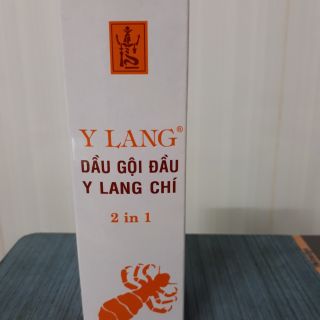 Y LANG®
DẦU GỘI ĐẦU
Y LANG CHÍ
2 in 1